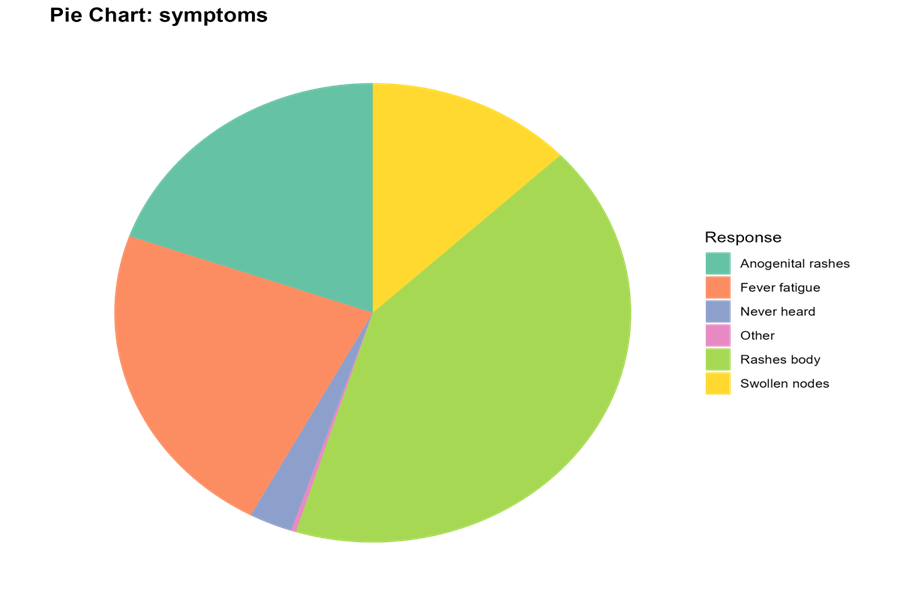 Pie Chart: symptoms
Response
Anogenital rashes
Fever fatigue
Never heard
Other
Rashes body
Swollen nodes